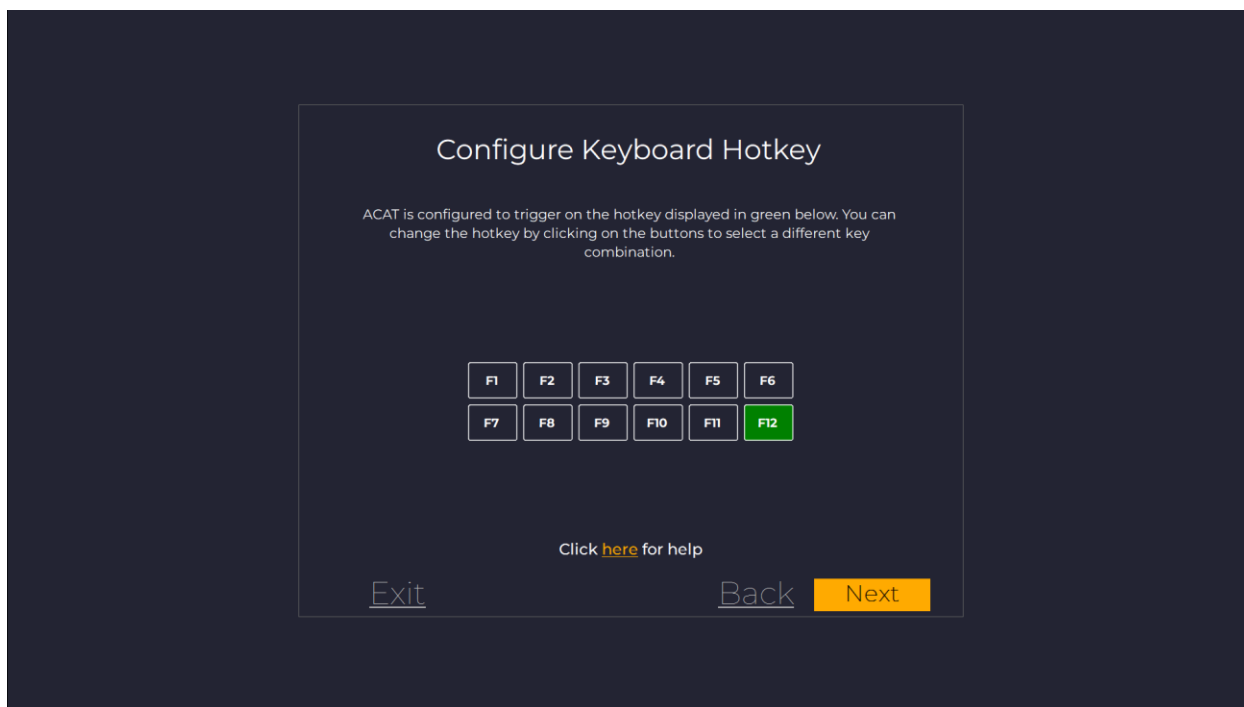 Configure Keyboard Hotkey
ACAT is configured to trigger on the hotkey displayed in green below. You can
change the hotkey by clicking on the buttons to select a different key
combination.
F1 F2 F3 F4 F5 F6
F7 F8 F9 F10 F11 F12
Click here for help
Exit Back Next